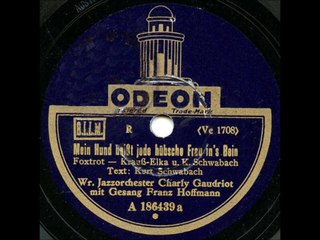 ODEON
Trade-Mark
B.I.E.M. R (Ve 1708)
Mein Hund beißt jede hübsche Frau in's Bein
Foxtrot — Krauß-Elka u. K. Schwabach
Text: Kurt Schwabach
Wr. Jazzorchester Charly Gaudriot
mit Gesang Franz Hoffmann
A 186439a